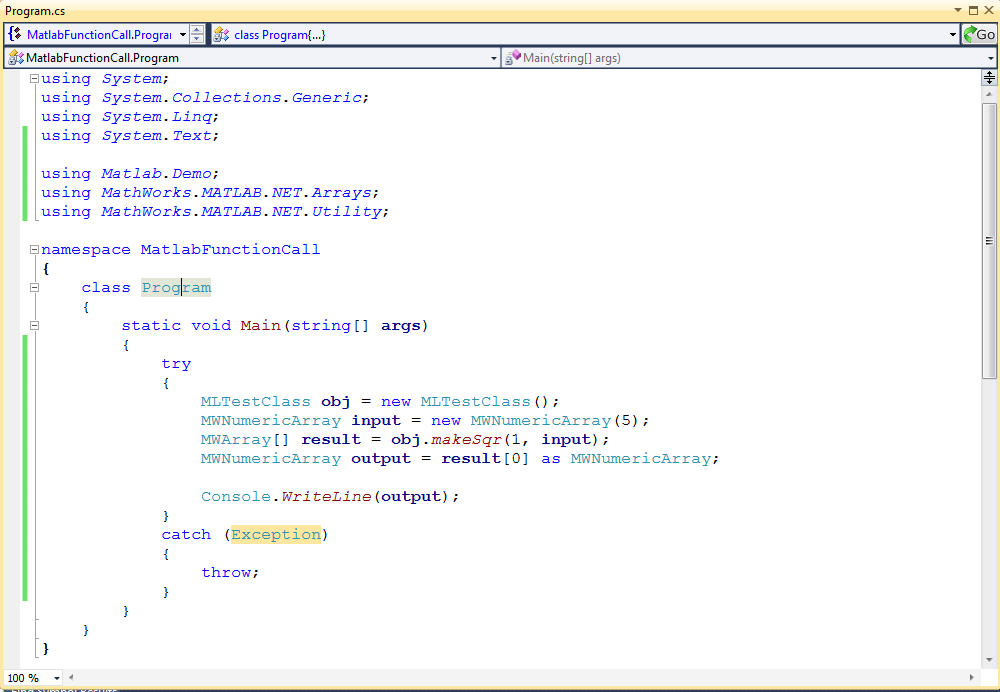 Program.cs
MatlabFunctionCall.Program class Program{...} Go
MatlabFunctionCall.Program Main(string[] args)
using System;
using System.Collections.Generic;
using System.Linq;
using System.Text;
using Matlab.Demo;
using MathWorks.MATLAB.NET.Arrays;
using MathWorks.MATLAB.NET.Utility;
namespace MatlabFunctionCall
{
class Program
{
static void Main(string[] args)
{
try
{
MLTestClass obj = new MLTestClass();
MWNumericArray input = new MWNumericArray(5);
MWArray[] result = obj.makeSqr(1, input);
MWNumericArray output = result[0] as MWNumericArray;
Console.WriteLine(output);
}
catch (Exception)
{
throw;
}
}
}
}
100 %